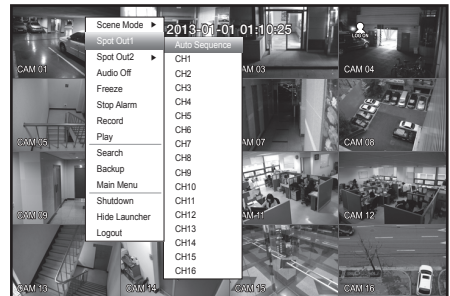 2013-01-01 01:10:25
LOG ON
Scene Mode ▶
Spot Out1
Spot Out2 ▶
Audio Off
Freeze
Stop Alarm
Record
Play
Search
Backup
Main Menu
Shutdown
Hide Launcher
Logout
Auto Sequence
CH1
CH2
CH3
CH4
CH5
CH6
CH7
CH8
CH9
CH10
CH11
CH12
CH13
CH14
CH15
CH16
CAM 01
CAM 03
CAM 04
CAM 05
CAM 07
CAM 08
CAM 09
CAM 11
CAM 12
CAM 13
CAM 14
CAM 15
CAM 16